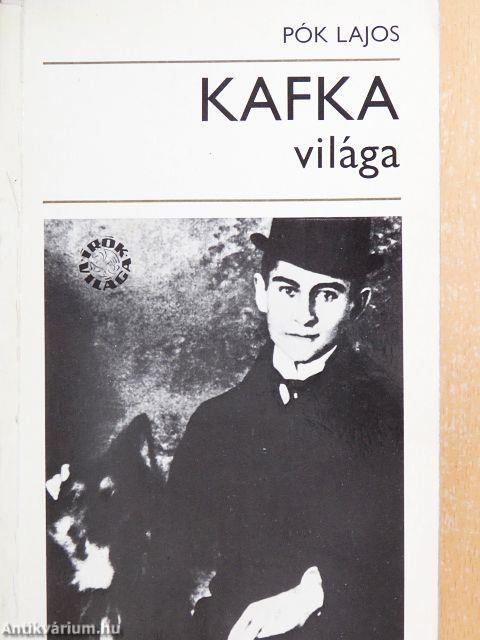 PÓK LAJOS
KAFKA
világa
ÍRÓK
VILÁGA
Antikvárium.hu